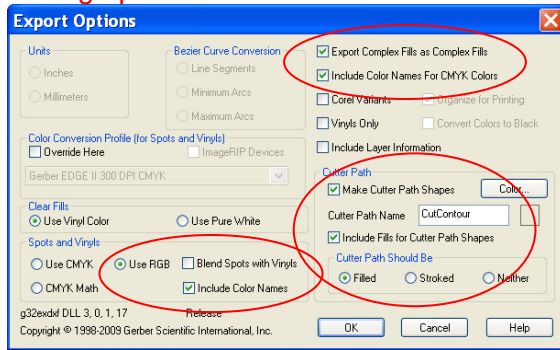 Export Options
Units
Inches
Millimeters
Bezier Curve Conversion
Line Segments
Minimum Arcs
Maximum Arcs
Export Complex Fills as Complex Fills
Include Color Names For CMYK Colors
Corel Variants
Organize for Printing
Vinyls Only
Convert Colors to Black
Include Layer Information
Color Conversion Profile (for Spots and Vinyls)
Override Here
ImageRIP Devices
Gerber EDGE II 300 DPI CMYK
Clear Fills
Use Vinyl Color
Use Pure White
Spots and Vinyls
Use CMYK
Use RGB
Blend Spots with Vinyls
CMYK Math
Include Color Names
Cutter Path
Make Cutter Path Shapes
Color...
Cutter Path Name
CutContour
Include Fills for Cutter Path Shapes
Cutter Path Should Be
Filled
Stroked
Neither
g32exdxf DLL 3, 0, 1, 17
Release
Copyright © 1998-2009 Gerber Scientific International, Inc.
OK
Cancel
Help